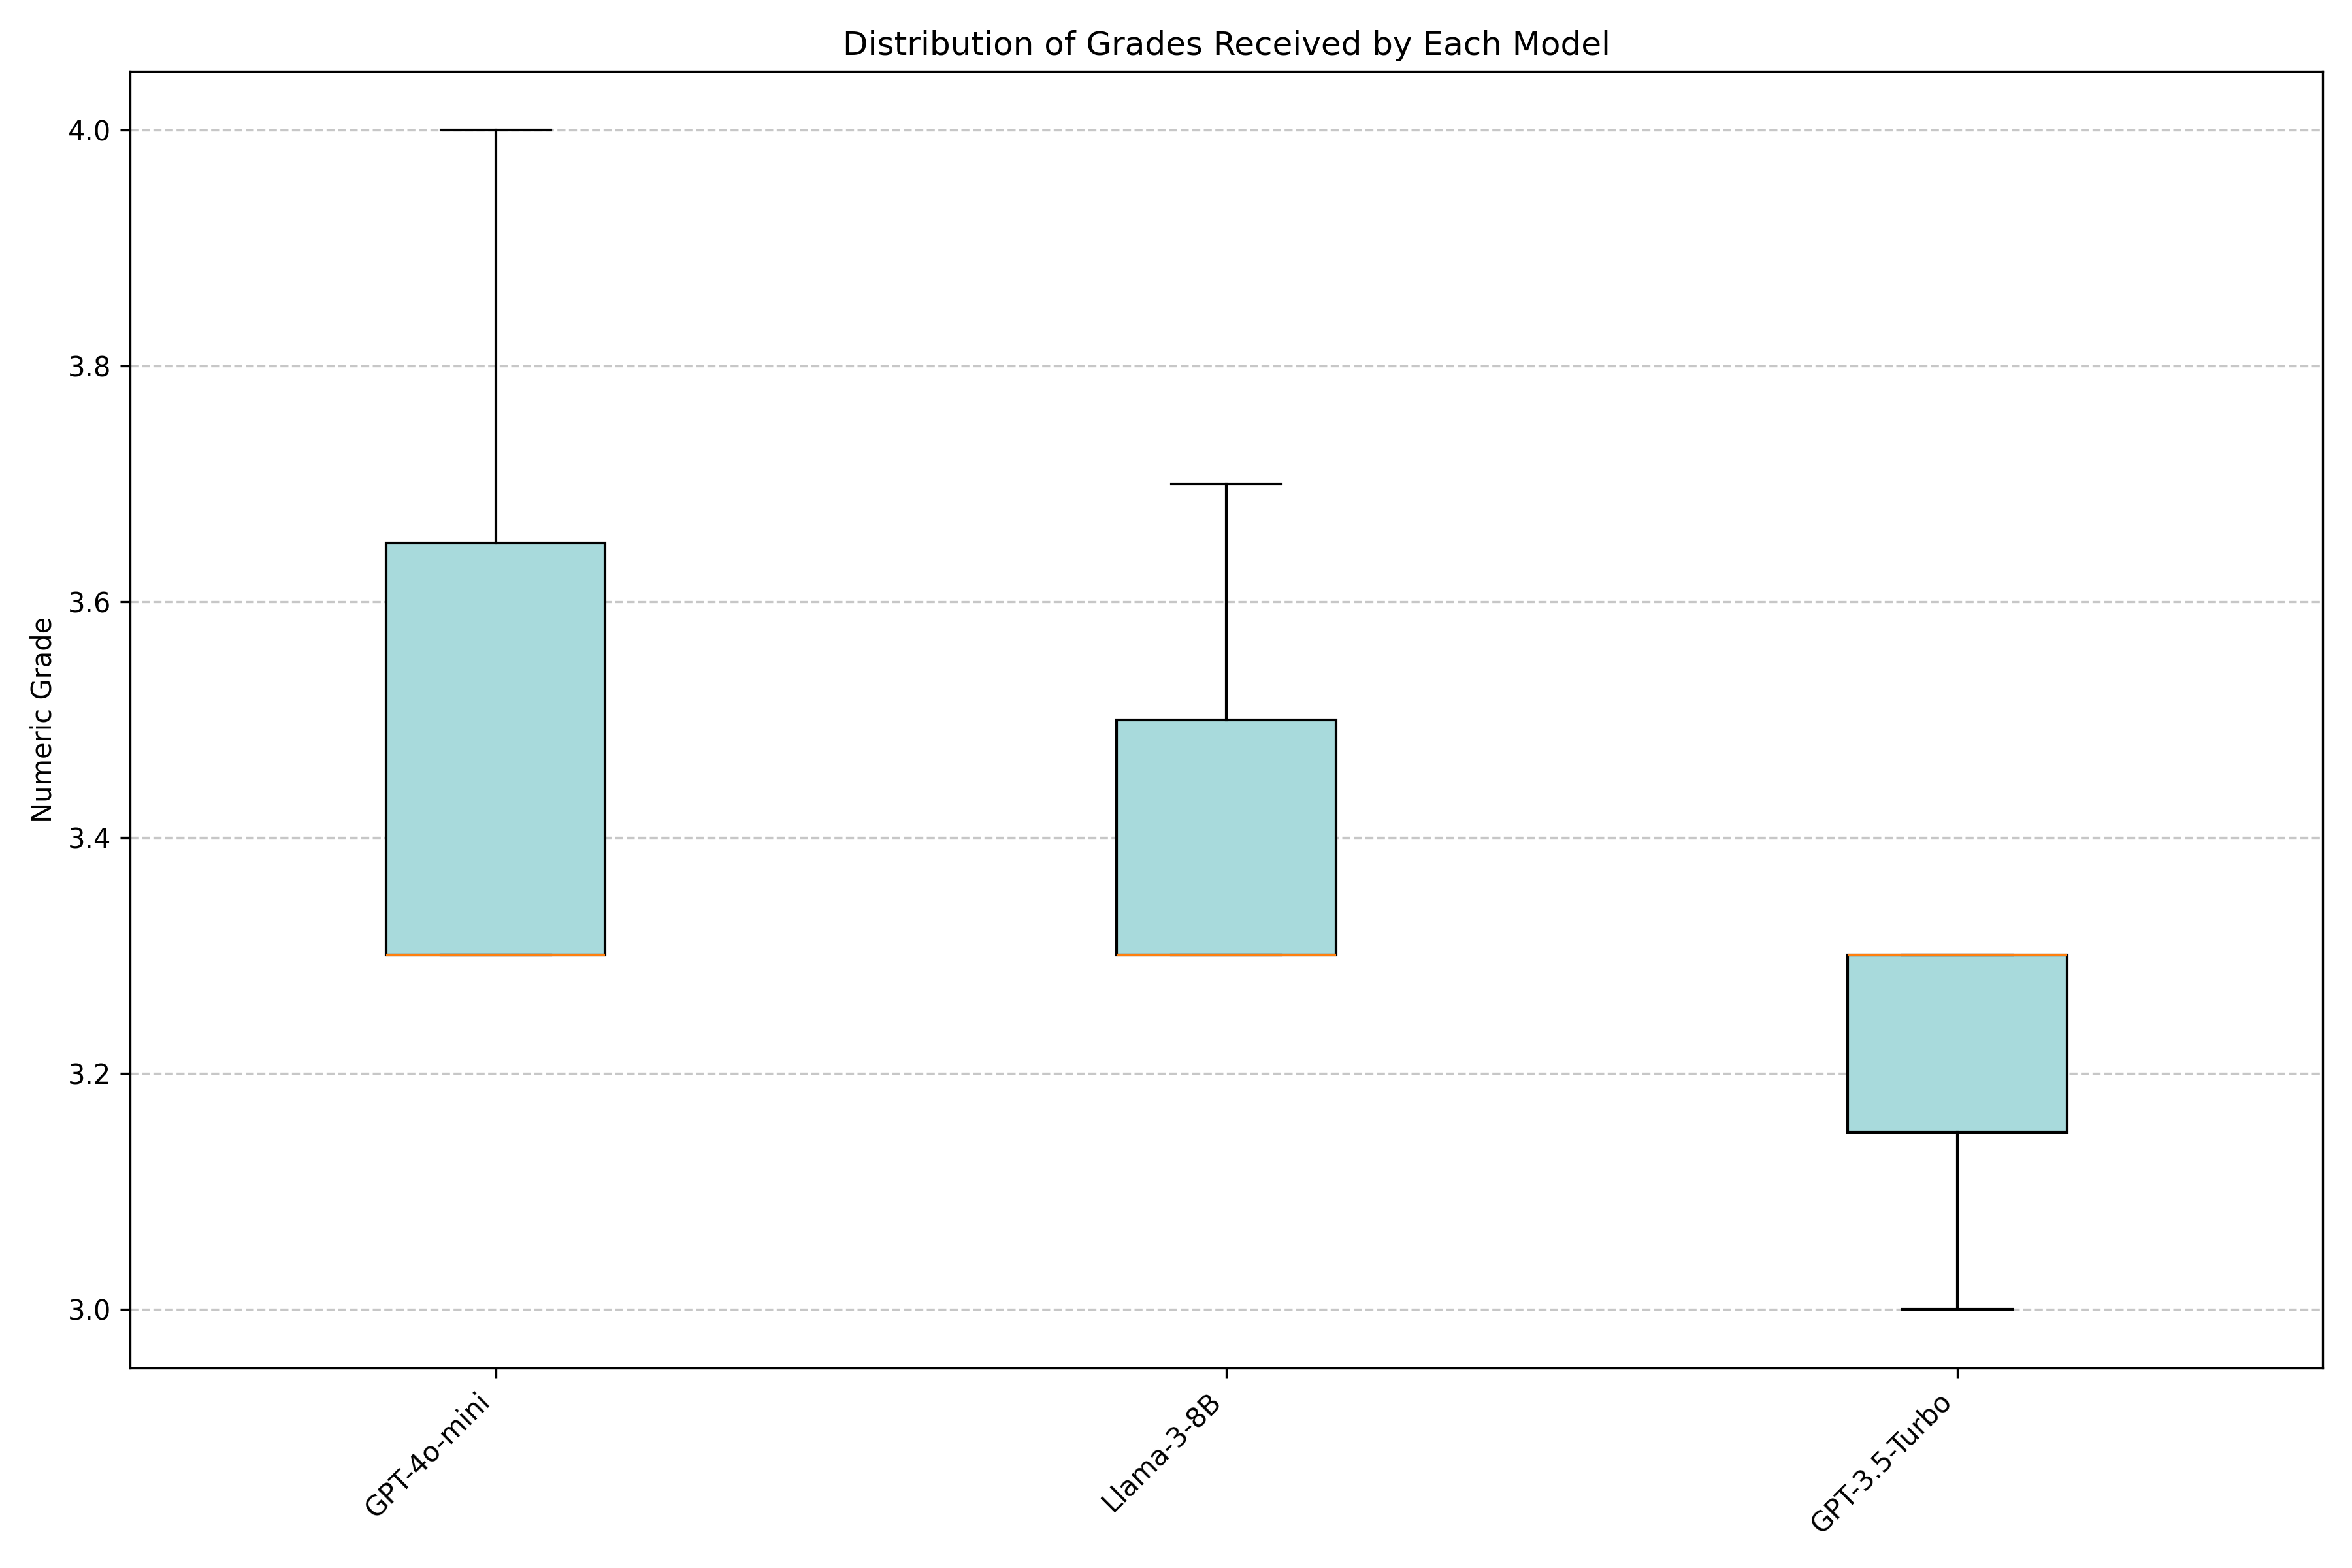 Distribution of Grades Received by Each Model
Numeric Grade
4.0
3.8
3.6
3.4
3.2
3.0
GPT-4o-mini
Llama-3-8B
GPT-3.5-Turbo